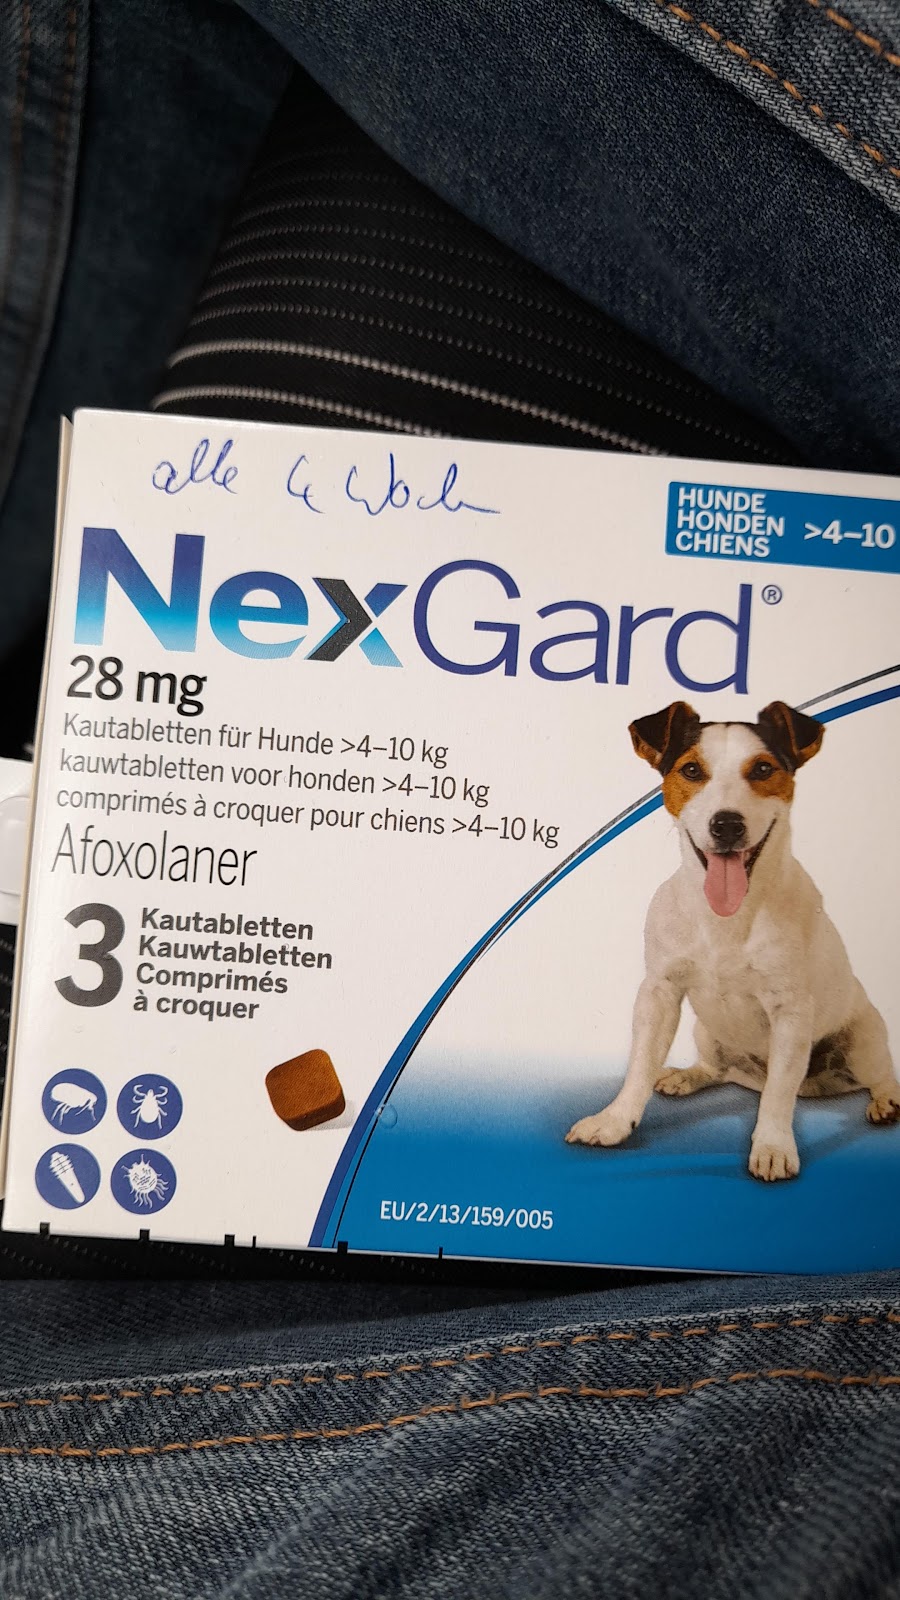 alle 4 Wochen
HUNDE
HONDEN
CHIENS
>4–10
NexGard®
28 mg
Kautabletten für Hunde >4–10 kg
kauwtabletten voor honden >4–10 kg
comprimés à croquer pour chiens >4–10 kg
Afoxolaner
3
Kautabletten
Kauwtabletten
Comprimés
à croquer
EU/2/13/159/005